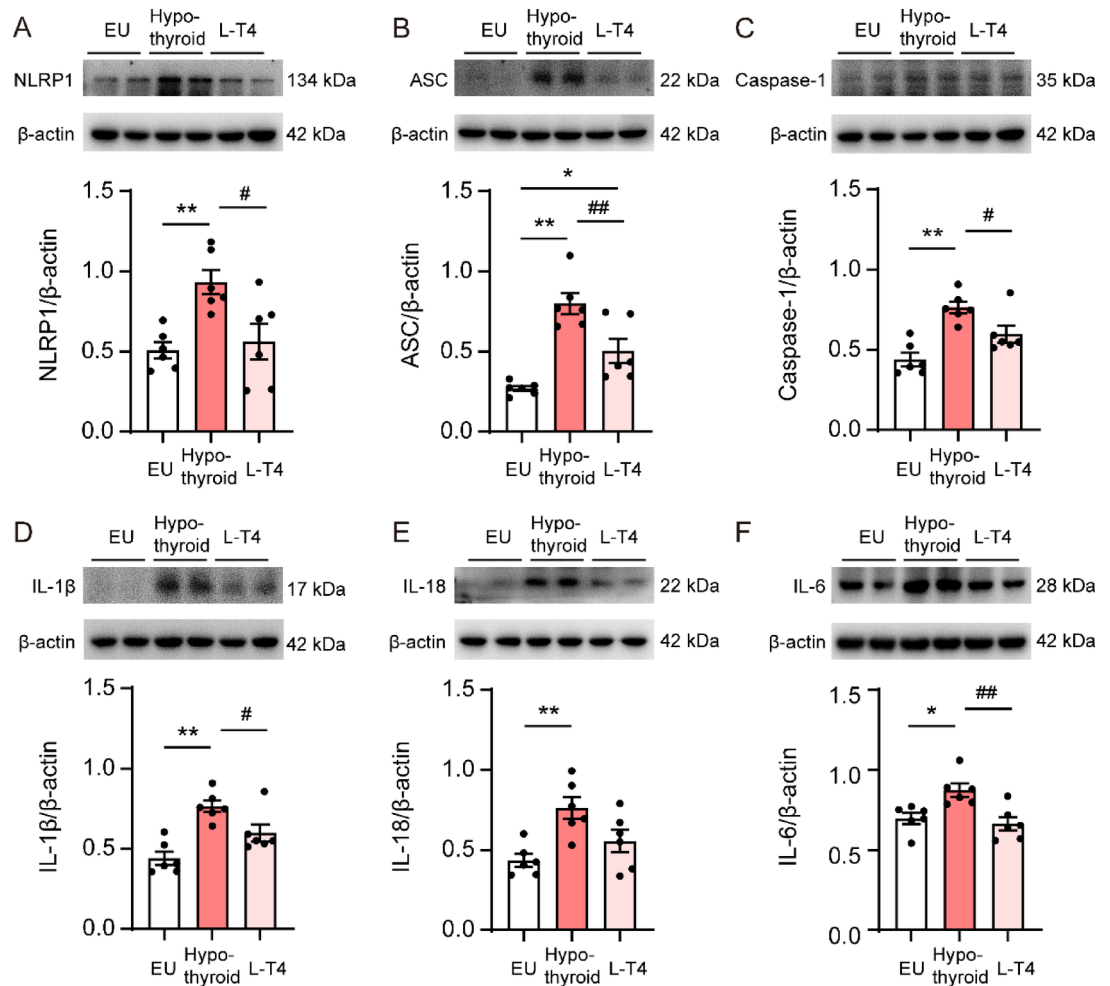 A
EU
Hypo-
thyroid
L-T4
NLRP1
134 kDa
β-actin
42 kDa
NLRP1/β-actin
1.5
1.0
0.5
0.0
**
#
EU
Hypo-
thyroid
L-T4
B
EU
Hypo-
thyroid
L-T4
ASC
22 kDa
β-actin
42 kDa
ASC/β-actin
1.5
1.0
0.5
0.0
*
**
##
EU
Hypo-
thyroid
L-T4
C
EU
Hypo-
thyroid
L-T4
Caspase-1
35 kDa
β-actin
42 kDa
Caspase-1/β-actin
1.5
1.0
0.5
0.0
**
#
EU
Hypo-
thyroid
L-T4
D
EU
Hypo-
thyroid
L-T4
IL-1β
17 kDa
β-actin
42 kDa
IL-1β/β-actin
1.5
1.0
0.5
0.0
**
#
EU
Hypo-
thyroid
L-T4
E
EU
Hypo-
thyroid
L-T4
IL-18
22 kDa
β-actin
42 kDa
IL-18/β-actin
1.5
1.0
0.5
0.0
**
EU
Hypo-
thyroid
L-T4
F
EU
Hypo-
thyroid
L-T4
IL-6
28 kDa
β-actin
42 kDa
IL-6/β-actin
1.5
1.0
0.5
0.0
*
##
EU
Hypo-
thyroid
L-T4